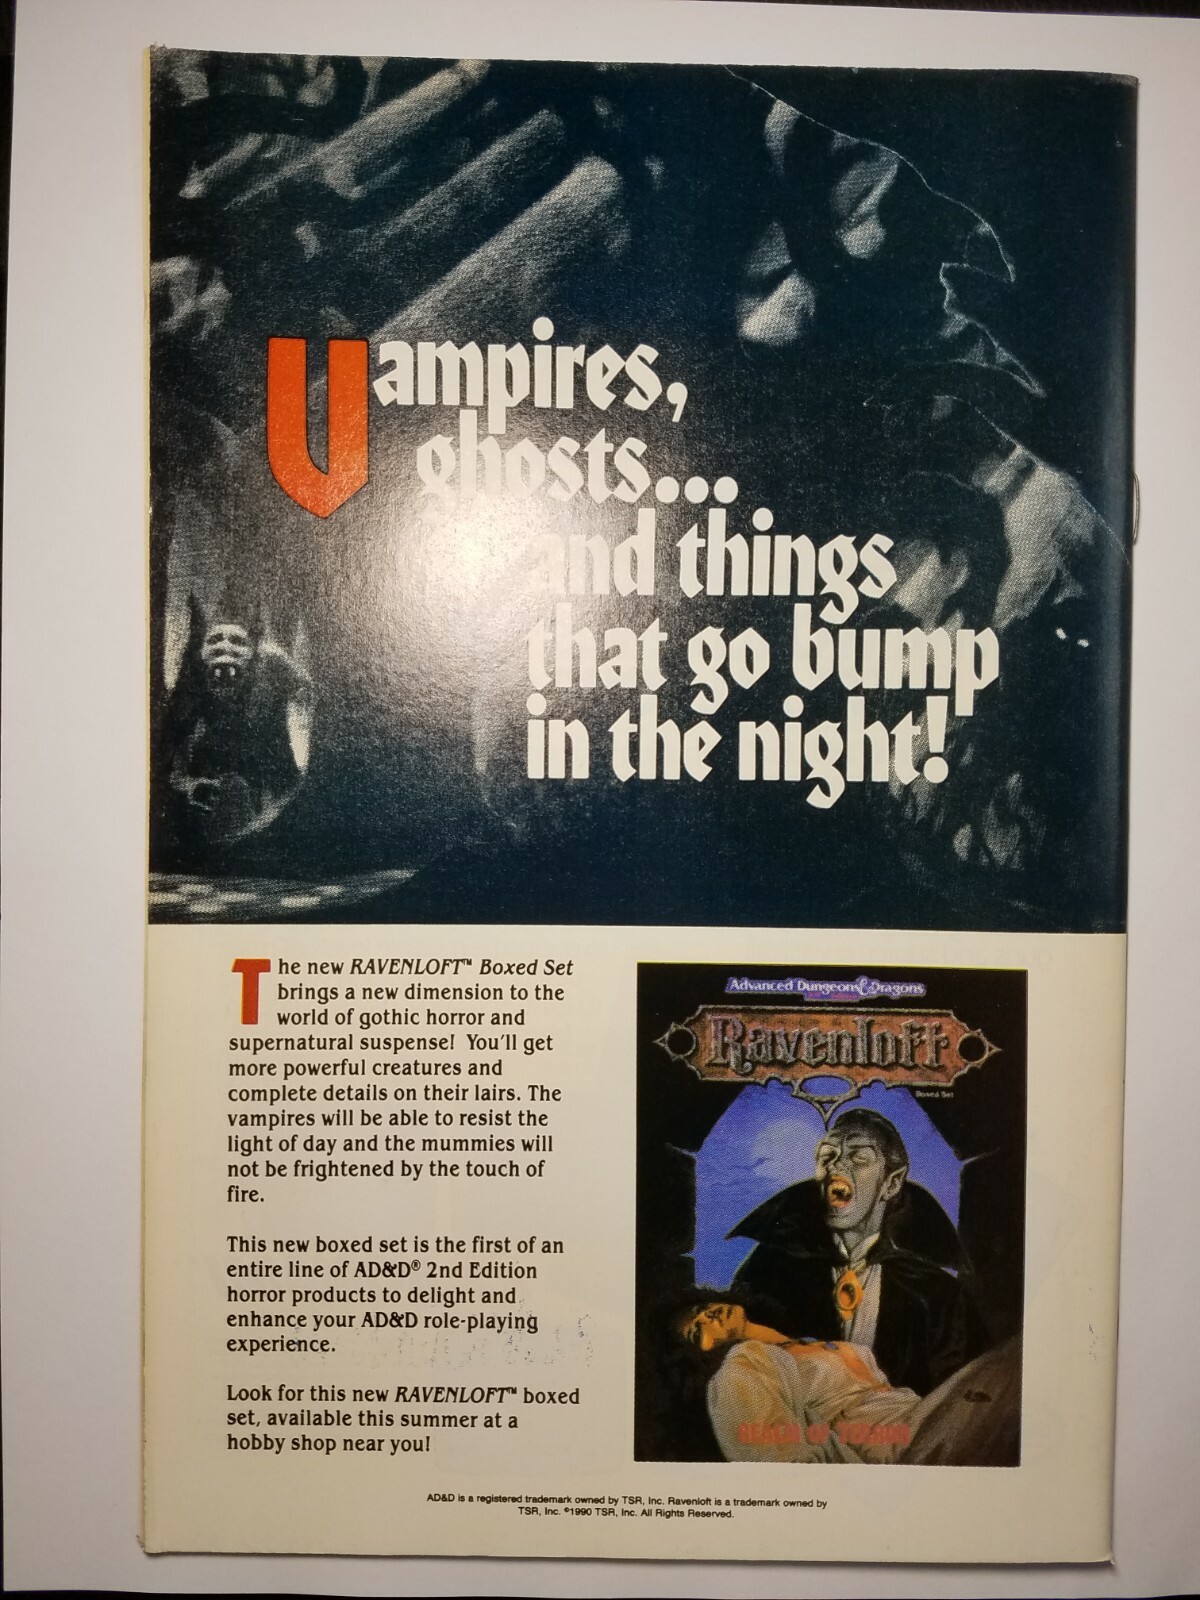 Vampires,
ghosts...
and things
that go bump
in the night!
The new RAVENLOFT™ Boxed Set
brings a new dimension to the
world of gothic horror and
supernatural suspense! You'll get
more powerful creatures and
complete details on their lairs. The
vampires will be able to resist the
light of day and the mummies will
not be frightened by the touch of
fire.
This new boxed set is the first of an
entire line of AD&D® 2nd Edition
horror products to delight and
enhance your AD&D role-playing
experience.
Look for this new RAVENLOFT™ boxed
set, available this summer at a
hobby shop near you!
Advanced Dungeons & Dragons
Ravenloft
Boxed Set
REALM OF TERROR
AD&D is a registered trademark owned by TSR, Inc. Ravenloft is a trademark owned by
TSR, Inc. ©1990 TSR, Inc. All Rights Reserved.